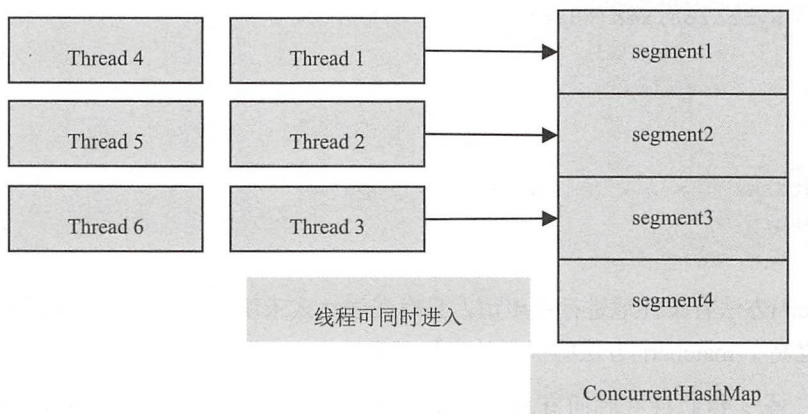 Thread 4
Thread 1
segment1
Thread 5
Thread 2
segment2
Thread 6
Thread 3
segment3
segment4
线程可同时进入
ConcurrentHashMap